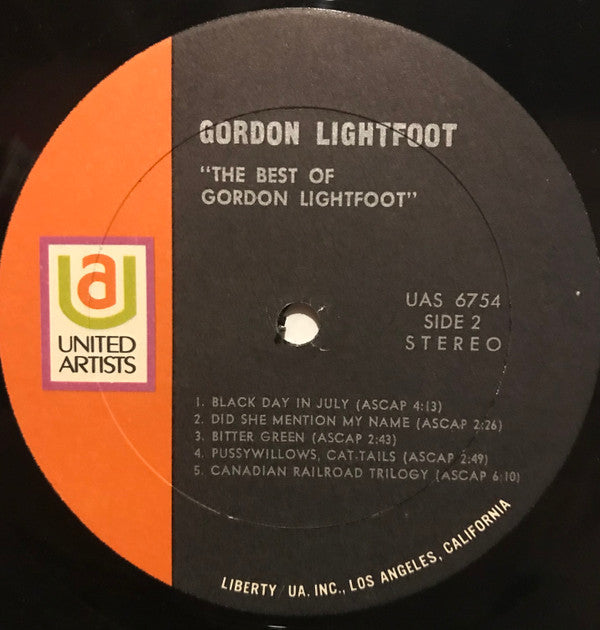 GORDON LIGHTFOOT
"THE BEST OF
GORDON LIGHTFOOT"
ua
UNITED
ARTISTS
UAS 6754
SIDE 2
STEREO
1. BLACK DAY IN JULY (ASCAP 4:13)
2. DID SHE MENTION MY NAME (ASCAP 2:26)
3. BITTER GREEN (ASCAP 2:43)
4. PUSSYWILLOWS, CAT-TAILS (ASCAP 2:49)
5. CANADIAN RAILROAD TRILOGY (ASCAP 6:10)
LIBERTY/UA, INC., LOS ANGELES, CALIFORNIA